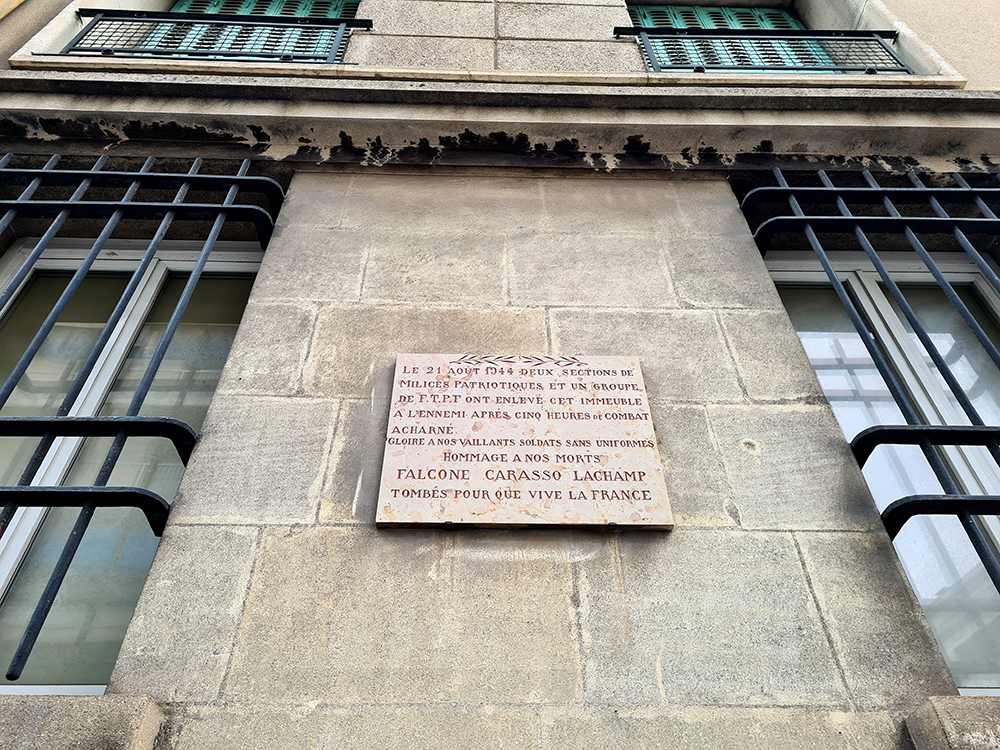 LE 21 AOUT 1944 DEUX SECTIONS DE
MILICES PATRIOTIQUES ET UN GROUPE
DE F.T.P.F ONT ENLEVÉ CET IMMEUBLE
A L'ENNEMI APRÈS CINQ HEURES DE COMBAT
ACHARNÉ
GLOIRE A NOS VAILLANTS SOLDATS SANS UNIFORMES
HOMMAGE A NOS MORTS
FALCONE CARASSO LACHAMP
TOMBÉS POUR QUE VIVE LA FRANCE